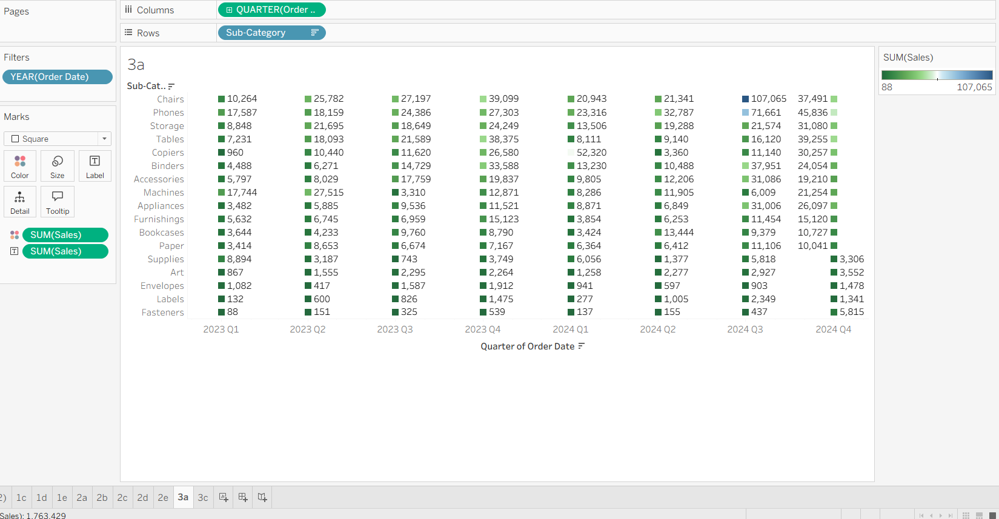 Pages
Columns
QUARTER(Order ..
Rows
Sub-Category
Filters
YEAR(Order Date)
Marks
Square
Color Size Label
Detail Tooltip
SUM(Sales)
SUM(Sales)
3a
Sub-Cat..
Chairs 10,264 25,782 27,197 39,099 20,943 21,341 107,065 37,491
Phones 17,587 18,159 24,386 27,303 23,316 32,787 71,661 45,836
Storage 8,848 21,695 18,649 24,249 13,506 19,288 21,574 31,080
Tables 7,231 18,093 21,589 38,375 8,111 9,140 16,120 39,255
Copiers 960 10,440 11,620 26,580 52,320 3,360 11,140 30,257
Binders 4,488 6,271 14,729 33,588 13,230 10,488 37,951 24,054
Accessories 5,797 8,029 17,759 19,837 9,805 12,206 31,086 19,210
Machines 17,744 27,515 3,310 12,871 8,286 11,905 6,009 21,254
Appliances 3,482 5,885 9,536 11,521 8,871 6,849 31,006 26,097
Furnishings 5,632 6,745 6,959 15,123 3,854 6,253 11,454 15,120
Bookcases 3,644 4,233 9,760 8,790 3,424 13,444 9,379 10,727
Paper 3,414 8,653 6,674 7,167 6,364 6,412 11,106 10,041
Supplies 8,894 3,187 743 3,749 6,056 1,377 5,818 3,306
Art 867 1,555 2,295 2,264 1,258 2,277 2,927 3,552
Envelopes 1,082 417 1,587 1,912 941 597 903 1,478
Labels 132 600 826 1,475 277 1,005 2,349 1,341
Fasteners 88 151 325 539 137 155 437 5,815
2023 Q1 2023 Q2 2023 Q3 2023 Q4 2024 Q1 2024 Q2 2024 Q3 2024 Q4
Quarter of Order Date
SUM(Sales)
88 107,065
2) 1c 1d 1e 2a 2b 2c 2d 2e 3a 3c
Sales): 1,763,429